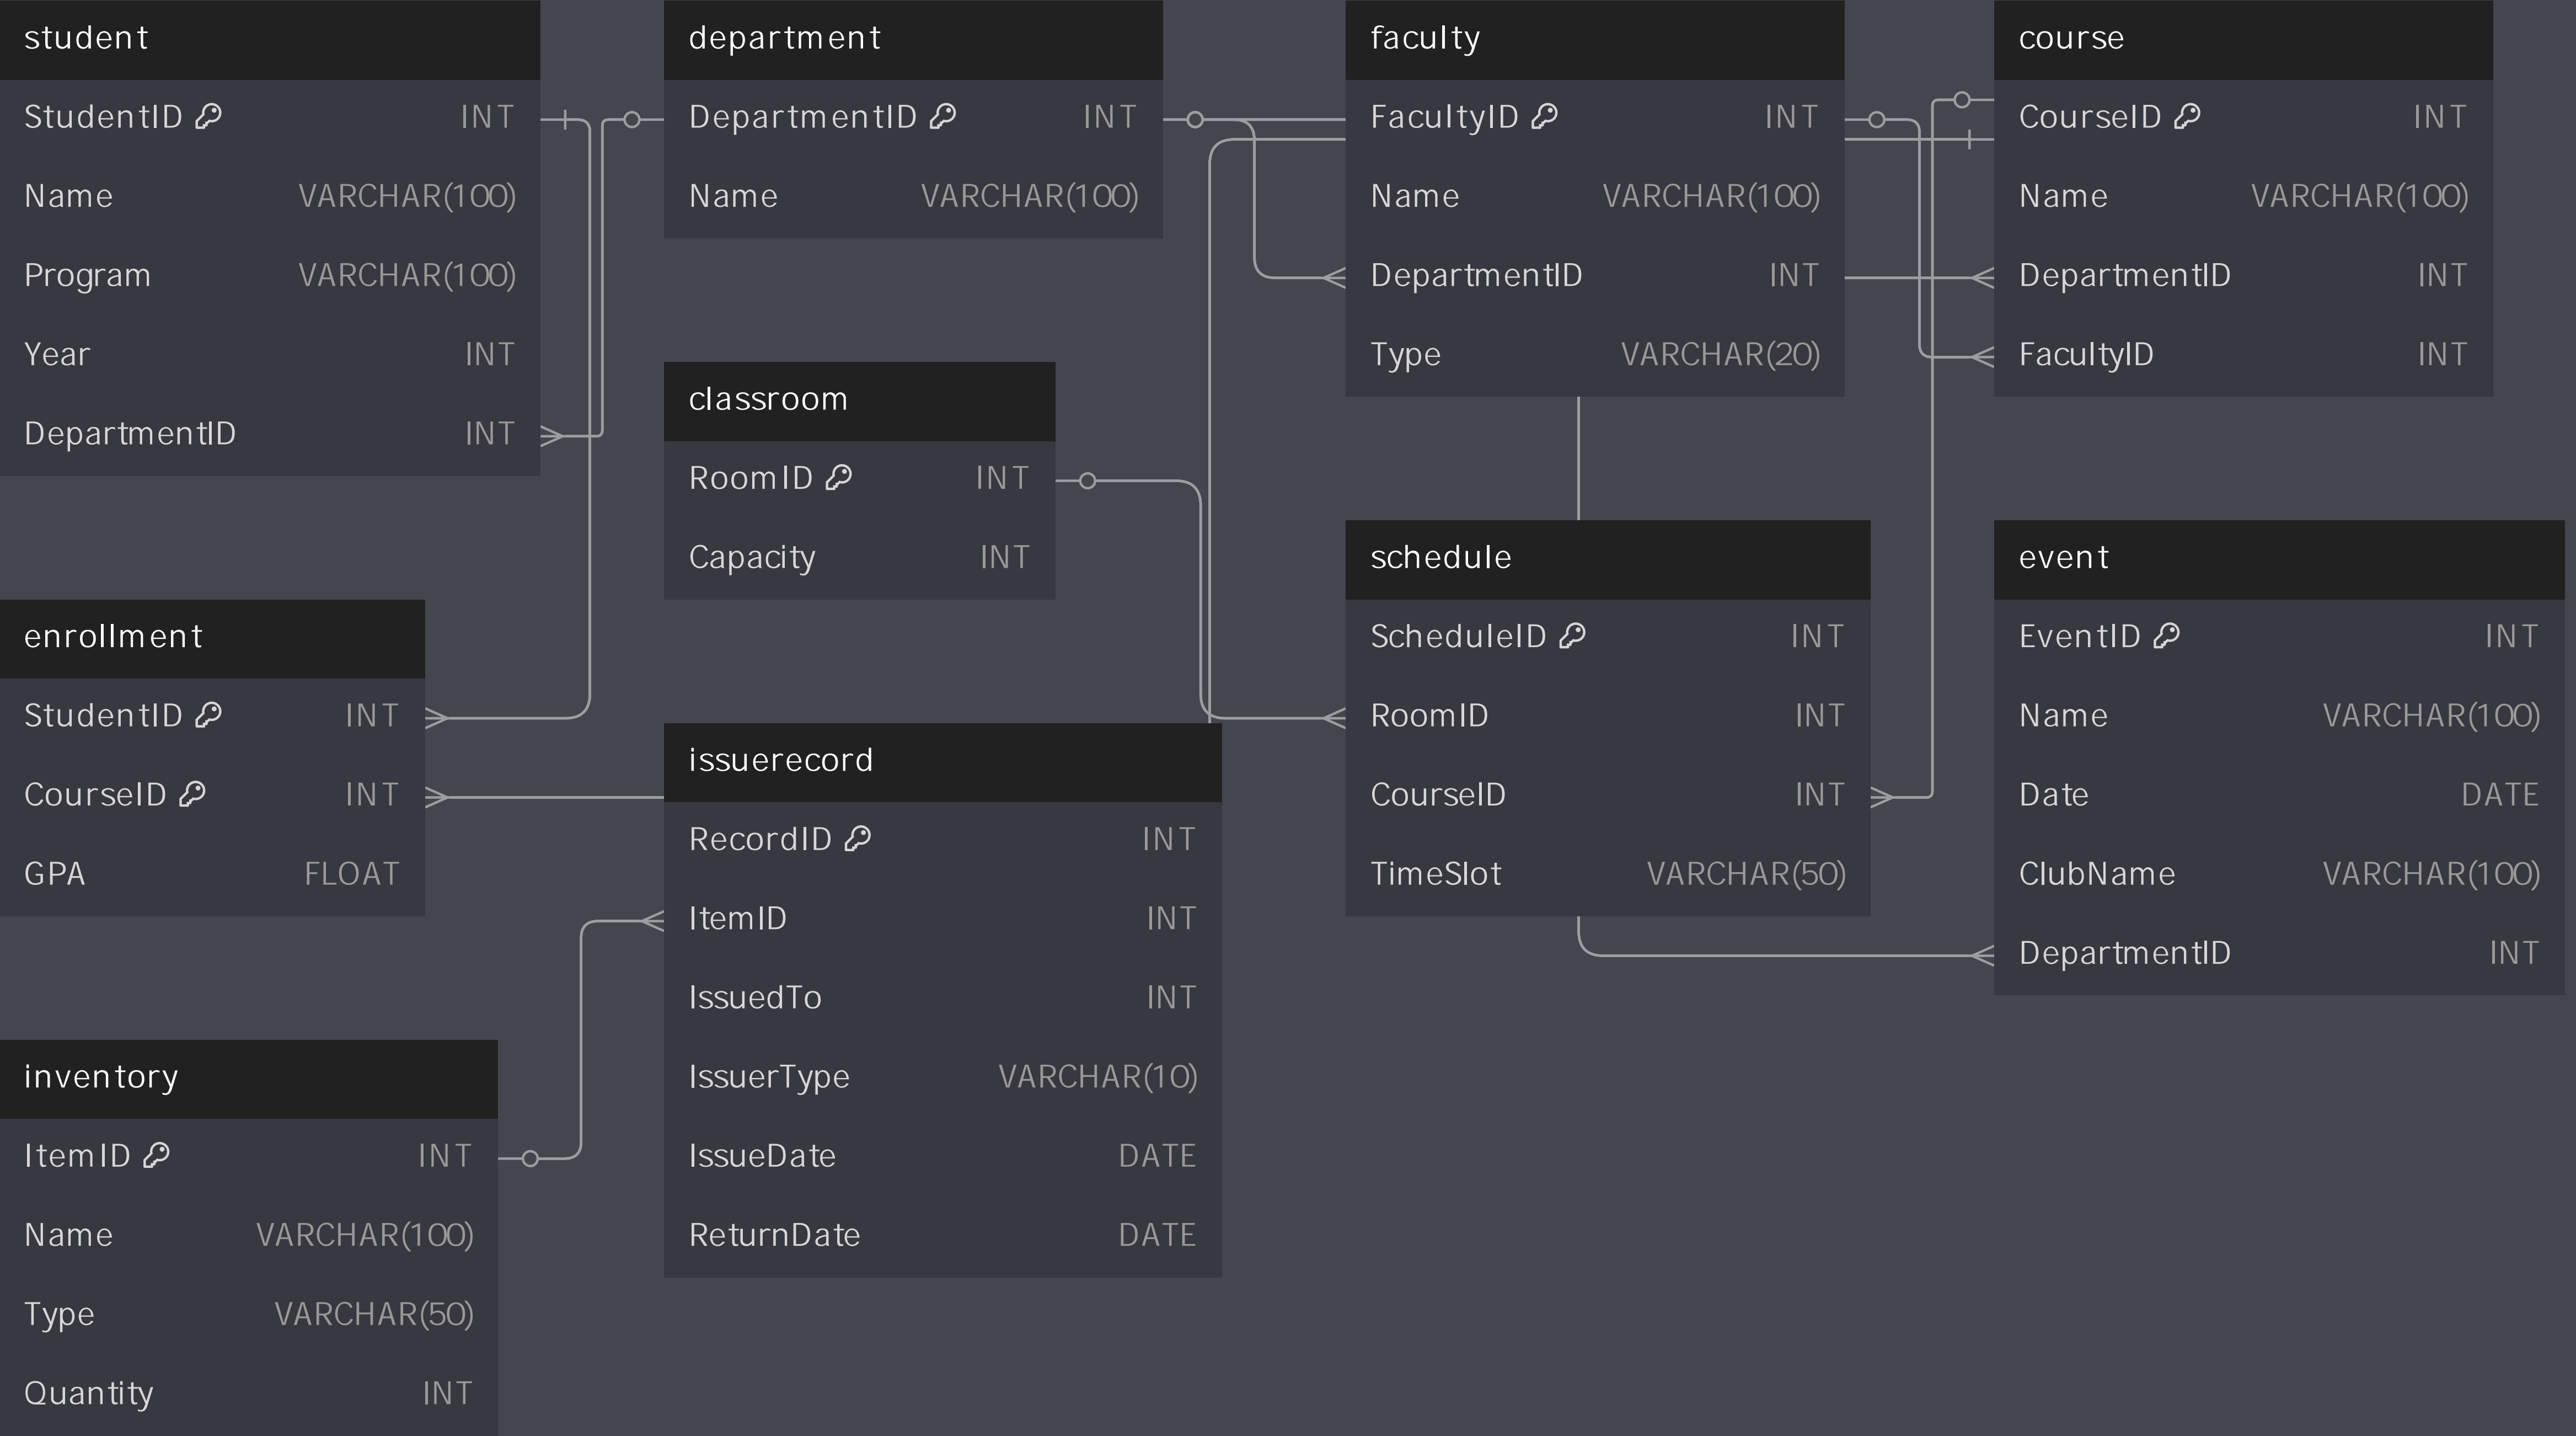 student
StudentID INT
Name VARCHAR(100)
Program VARCHAR(100)
Year INT
DepartmentID INT
department
DepartmentID INT
Name VARCHAR(100)
faculty
FacultyID INT
Name VARCHAR(100)
DepartmentID INT
Type VARCHAR(20)
course
CourseID INT
Name VARCHAR(100)
DepartmentID INT
FacultyID INT
classroom
RoomID INT
Capacity INT
schedule
ScheduleID INT
RoomID INT
CourseID INT
TimeSlot VARCHAR(50)
event
EventID INT
Name VARCHAR(100)
Date DATE
ClubName VARCHAR(100)
DepartmentID INT
enrollment
StudentID INT
CourseID INT
GPA FLOAT
issuerecord
RecordID INT
ItemID INT
IssuedTo INT
IssuerType VARCHAR(10)
IssueDate DATE
ReturnDate DATE
inventory
ItemID INT
Name VARCHAR(100)
Type VARCHAR(50)
Quantity INT